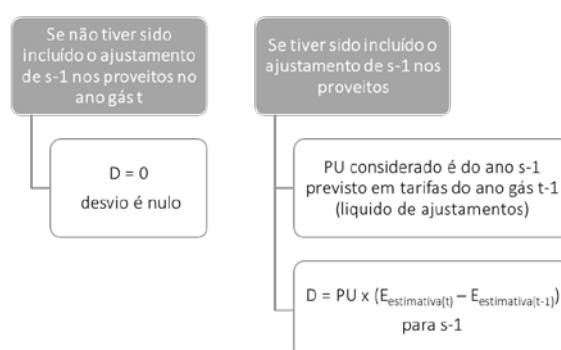 Se não tiver sido
incluído o ajustamento
de s-1 nos proveitos no
ano gás t
D = 0
desvio é nulo
Se tiver sido incluído o
ajustamento de s-1 nos
proveitos
PU considerado é do ano s-1
previsto em tarifas do ano gás t-1
(liquido de ajustamentos)
D = PU x (Eestimativa(t) – Eestimativa(t-1))
para s-1